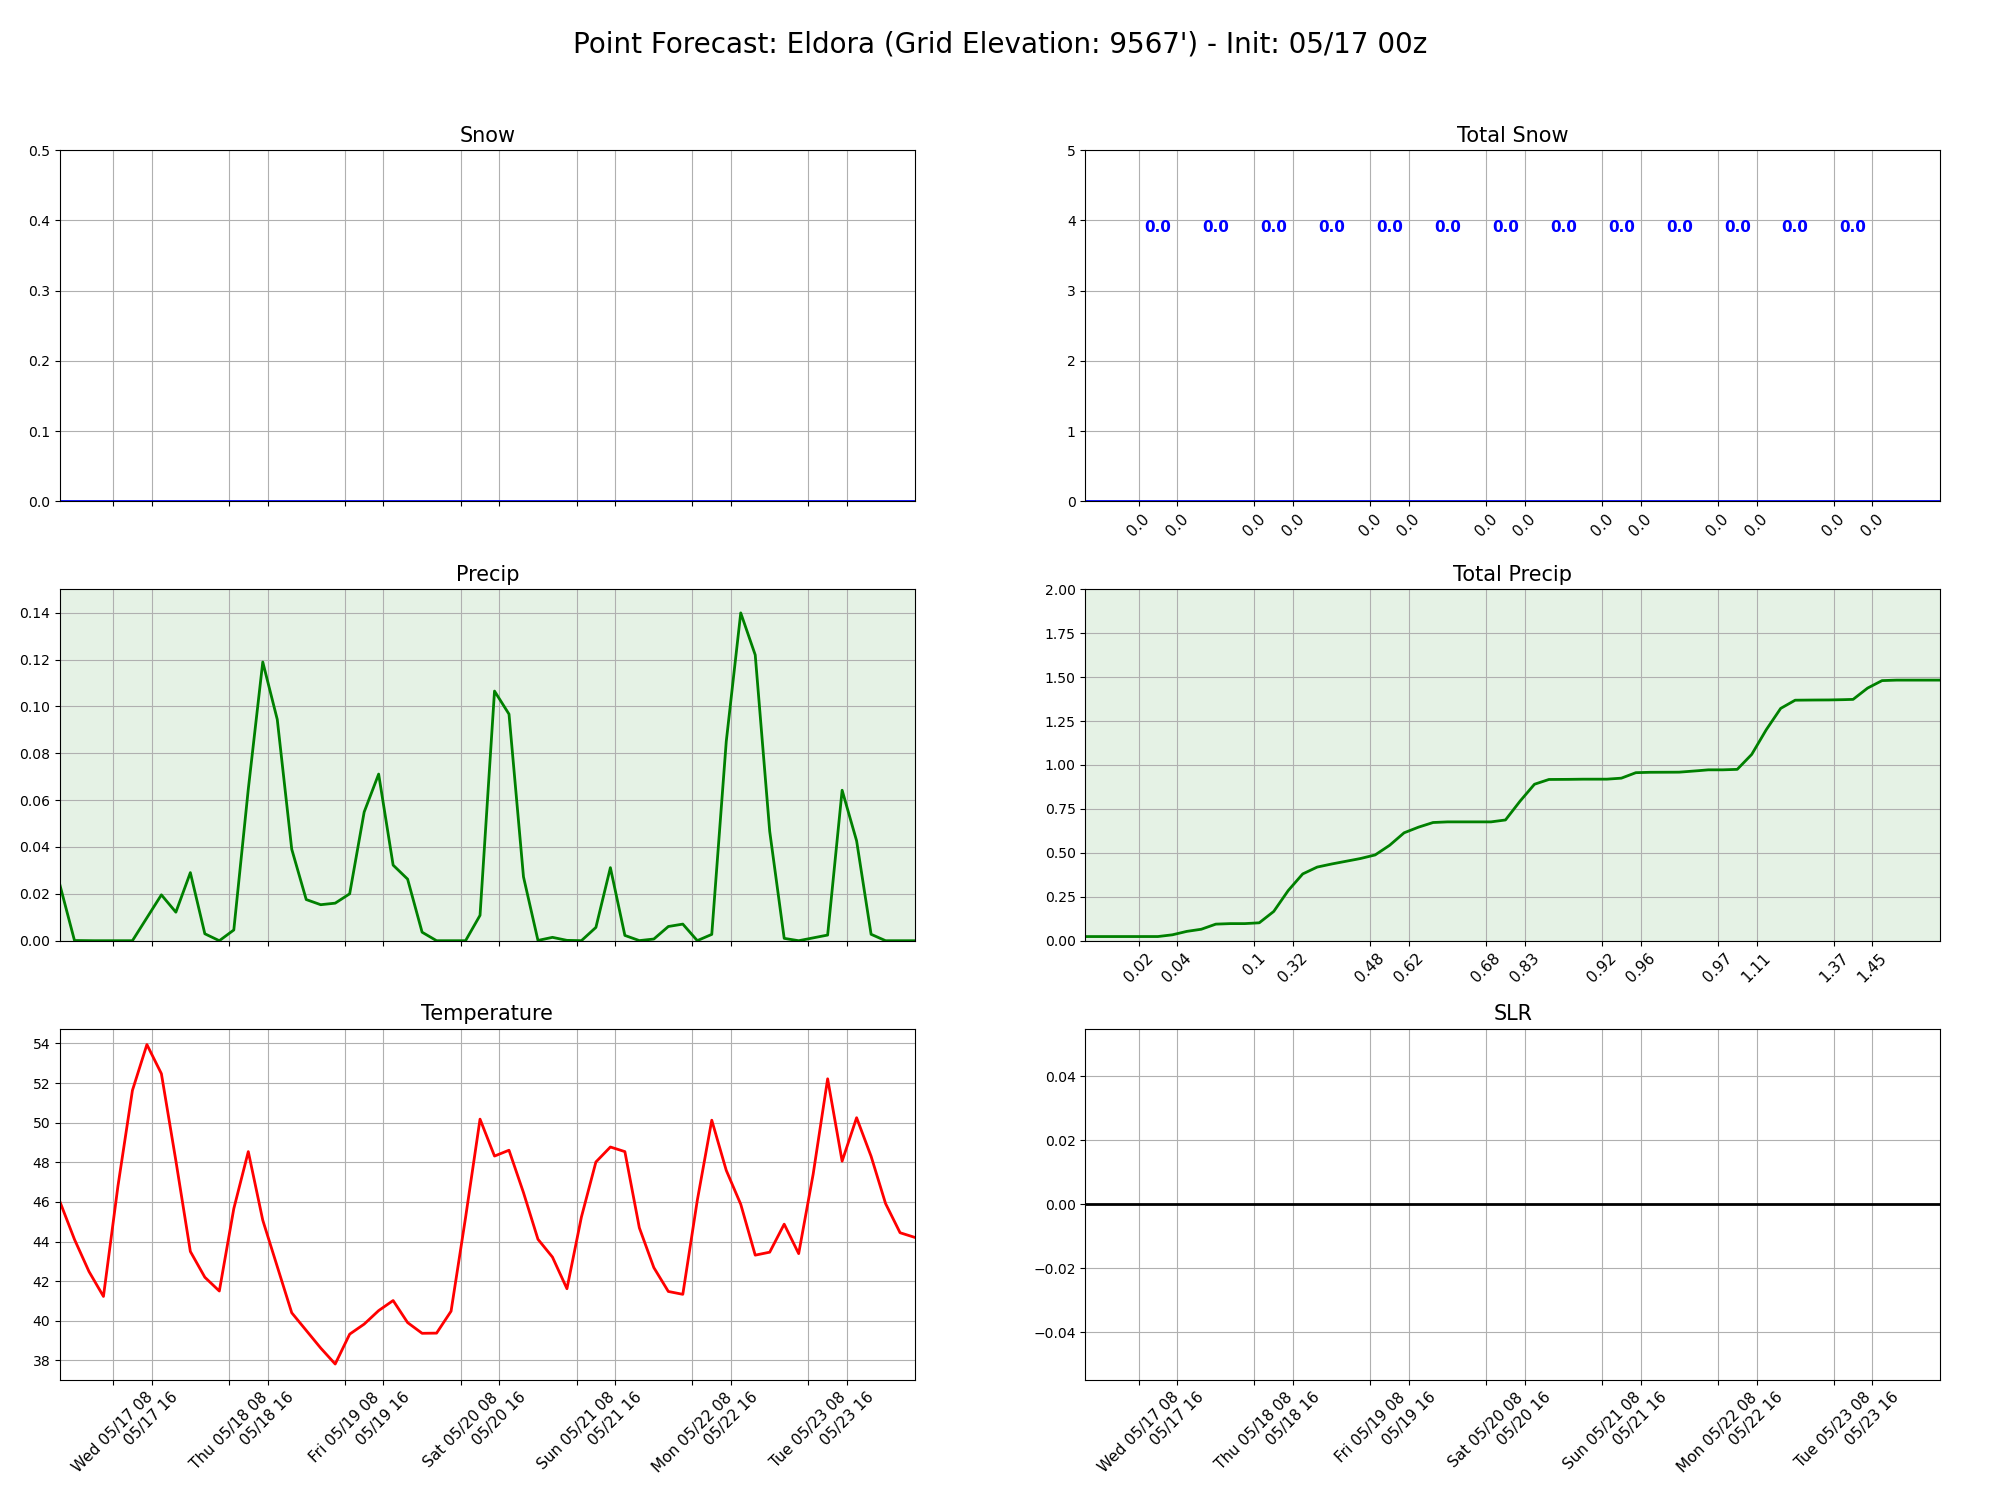 Point Forecast: Eldora (Grid Elevation: 9567') - Init: 05/17 00z
Snow
0.5
0.4
0.3
0.2
0.1
0.0
Total Snow
5
4
3
2
1
0
0.0 0.0 0.0 0.0 0.0 0.0 0.0 0.0 0.0 0.0 0.0 0.0 0.0
0.0 0.0 0.0 0.0 0.0 0.0 0.0 0.0 0.0 0.0 0.0 0.0 0.0 0.0
Precip
0.14
0.12
0.10
0.08
0.06
0.04
0.02
0.00
Total Precip
2.00
1.75
1.50
1.25
1.00
0.75
0.50
0.25
0.00
0.02 0.04 0.1 0.32 0.48 0.62 0.68 0.83 0.92 0.96 0.97 1.11 1.37 1.45
Temperature
54
52
50
48
46
44
42
40
38
Wed 05/17 08
05/17 16
Thu 05/18 08
05/18 16
Fri 05/19 08
05/19 16
Sat 05/20 08
05/20 16
Sun 05/21 08
05/21 16
Mon 05/22 08
05/22 16
Tue 05/23 08
05/23 16
SLR
0.04
0.02
0.00
−0.02
−0.04
Wed 05/17 08
05/17 16
Thu 05/18 08
05/18 16
Fri 05/19 08
05/19 16
Sat 05/20 08
05/20 16
Sun 05/21 08
05/21 16
Mon 05/22 08
05/22 16
Tue 05/23 08
05/23 16